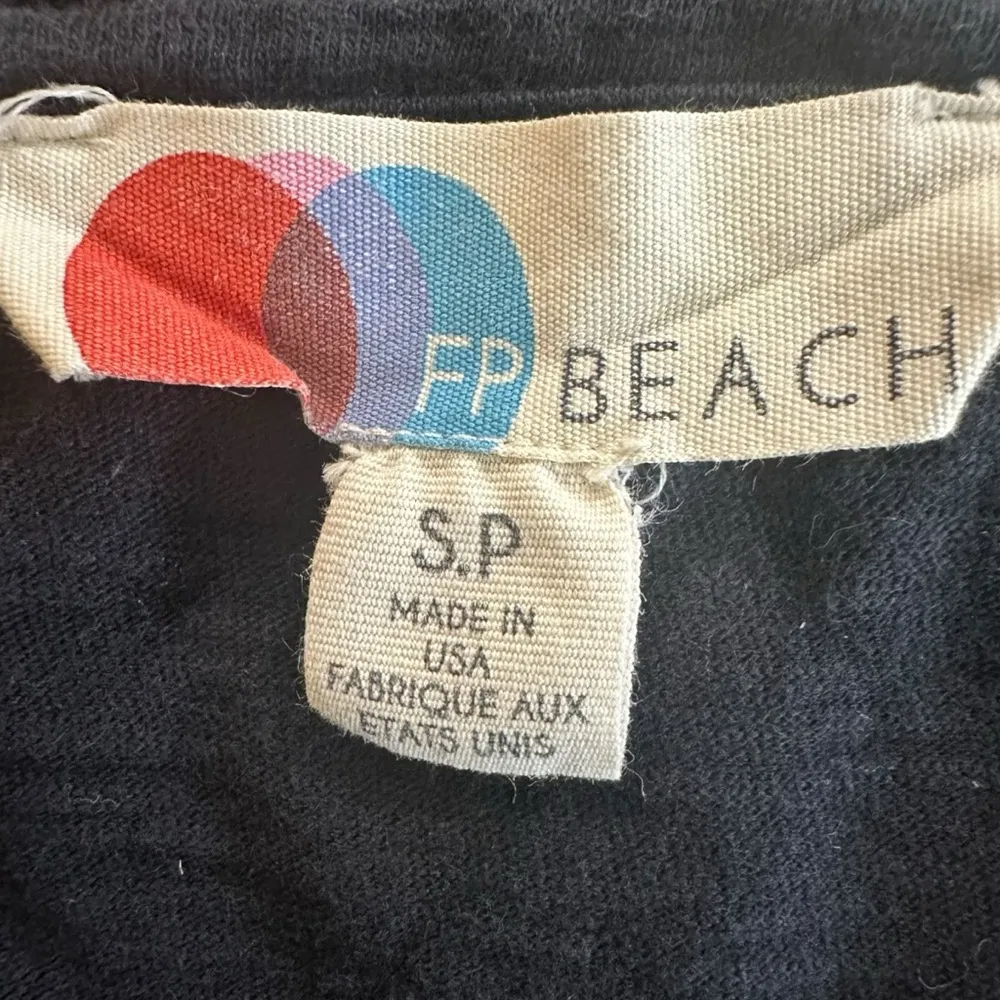 FP BEACH
S.P
MADE IN
USA
FABRIQUE AUX
ETATS UNIS